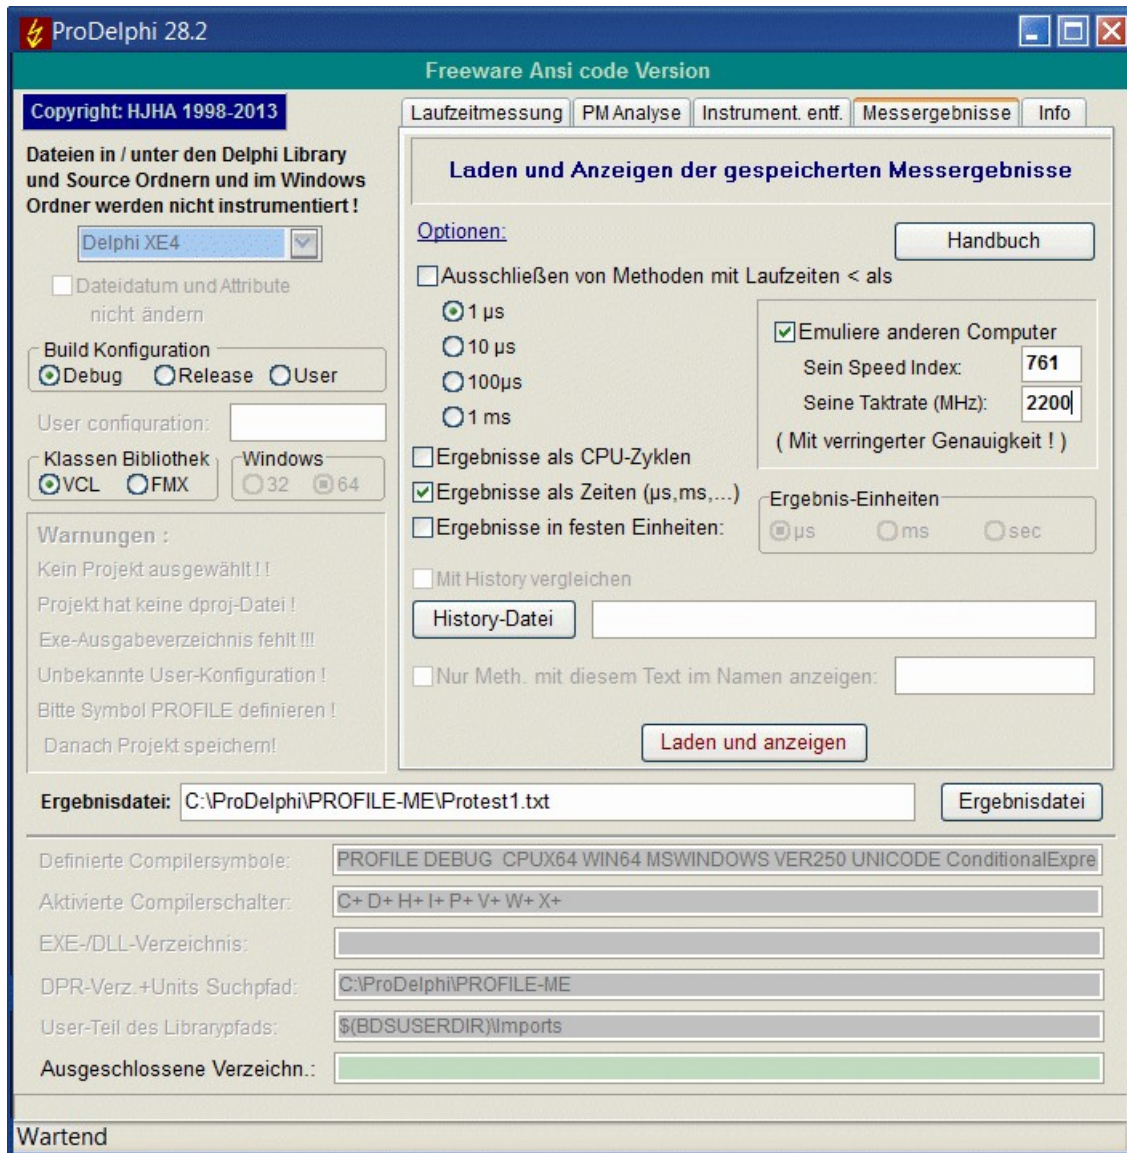 ProDelphi 28.2
Freeware Ansi code Version
Copyright: HJHA 1998-2013
Dateien in / unter den Delphi Library
und Source Ordnern und im Windows
Ordner werden nicht instrumentiert !
Delphi XE4
Dateidatum und Attribute
nicht ändern
Build Konfiguration
Debug Release User
User configuration:
Klassen Bibliothek
VCL FMX
Windows
32 64
Warnungen :
Kein Projekt ausgewählt ! !
Projekt hat keine dproj-Datei !
Exe-Ausgabeverzeichnis fehlt !!!
Unbekannte User-Konfiguration !
Bitte Symbol PROFILE definieren !
Danach Projekt speichern!
Laufzeitmessung PM Analyse Instrument. entf. Messergebnisse Info
Laden und Anzeigen der gespeicherten Messergebnisse
Optionen:
Handbuch
Ausschließen von Methoden mit Laufzeiten < als
1 µs
10 µs
100µs
1 ms
Emuliere anderen Computer
Sein Speed Index: 761
Seine Taktrate (MHz): 2200
( Mit verringerter Genauigkeit ! )
Ergebnisse als CPU-Zyklen
Ergebnisse als Zeiten (µs,ms,...)
Ergebnisse in festen Einheiten:
Ergebnis-Einheiten
µs ms sec
Mit History vergleichen
History-Datei
Nur Meth. mit diesem Text im Namen anzeigen:
Laden und anzeigen
Ergebnisdatei: C:\ProDelphi\PROFILE-ME\Protest1.txt Ergebnisdatei
Definierte Compilersymbole: PROFILE DEBUG CPUX64 WIN64 MSWINDOWS VER250 UNICODE ConditionalExpre
Aktivierte Compilerschalter: C+ D+ H+ I+ P+ V+ W+ X+
EXE-/DLL-Verzeichnis:
DPR-Verz.+Units Suchpfad: C:\ProDelphi\PROFILE-ME
User-Teil des Librarypfads: $(BDSUSERDIR)\Imports
Ausgeschlossene Verzeichn.:
Wartend